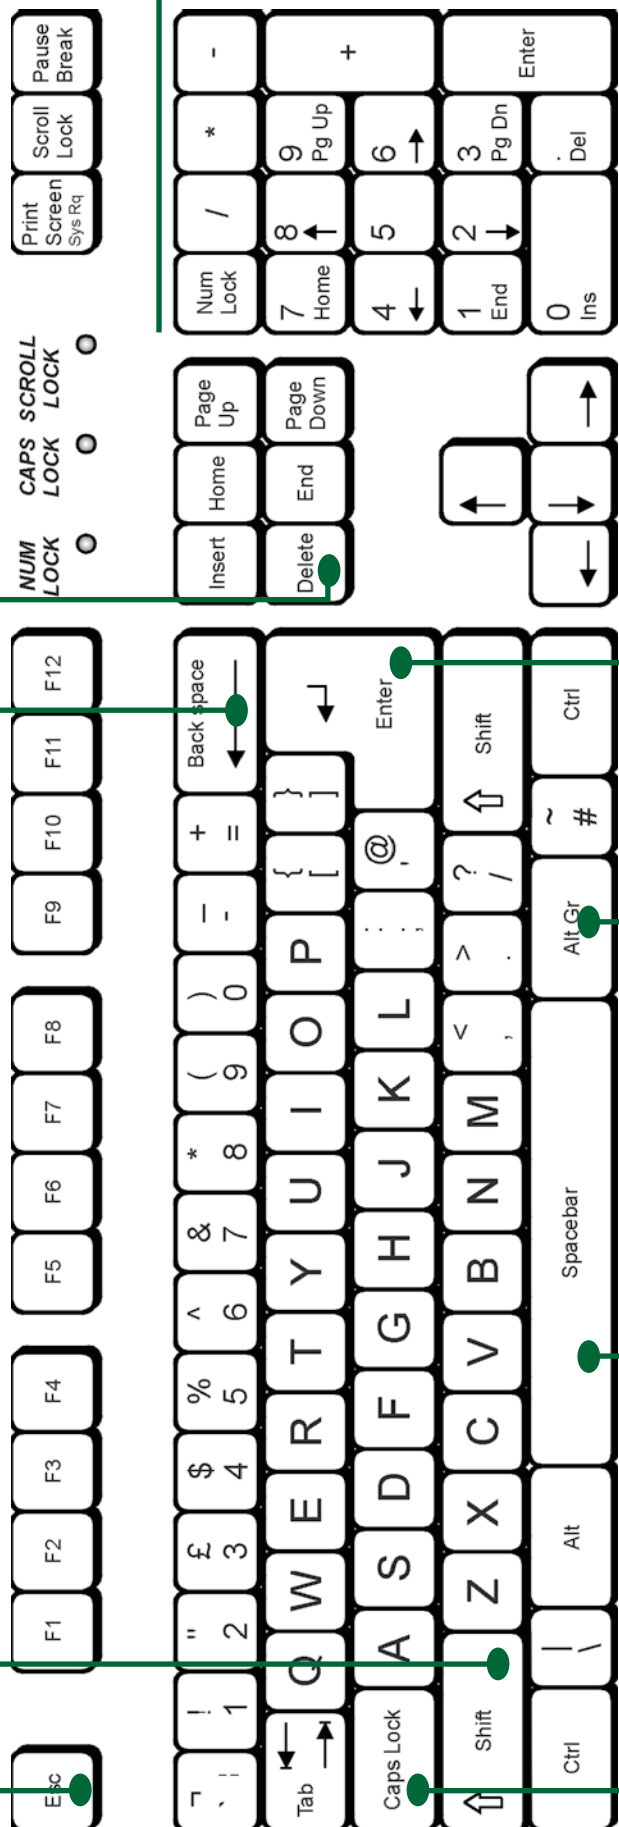 Esc F1 F2 F3 F4 F5 F6 F7 F8 F9 F10 F11 F12
Print
Screen
Sys Rq
Scroll
Lock
Pause
Break
NUM
LOCK
CAPS
LOCK
SCROLL
LOCK
¬ ! " £ $ % ^ & * ( ) _ +
` ¦ 1 2 3 4 5 6 7 8 9 0 - =
Back space ←
Insert Home
Page
Up
Num
Lock
/ * -
Tab Q W E R T Y U I O P
{
[
}
]
↵
Enter
Delete End
Page
Down
7
Home
8 ↑
9
Pg Up
+
Caps Lock A S D F G H J K L
:
;
@
'
4 ←
5
6 →
⇧ Shift Z X C V B N M
<
,
>
.
?
/
⇧ Shift
↑
1
End
2 ↓
3
Pg Dn
Enter
Ctrl
|
\
Alt Spacebar Alt Gr
~
#
Ctrl
← ↓ →
0
Ins
.
Del